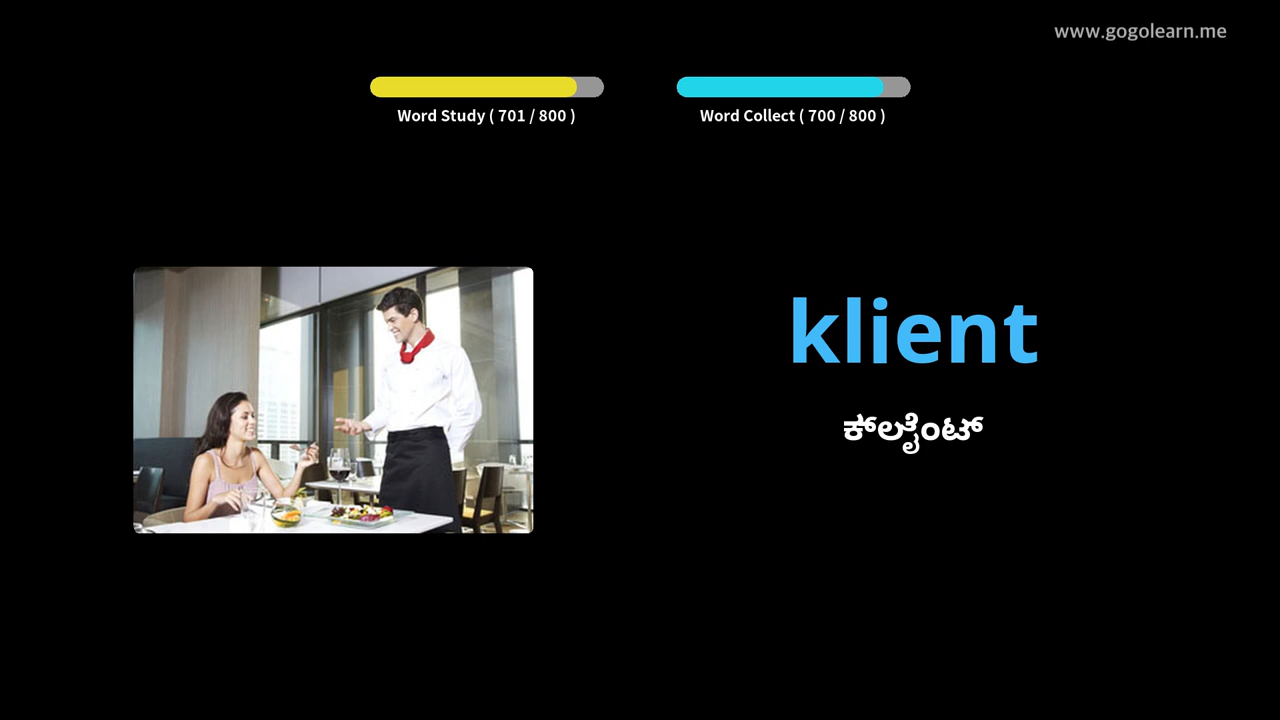 www.gogolearn.me
Word Study ( 701 / 800 )
Word Collect ( 700 / 800 )
klient
ಕ್ಲೈಂಟ್